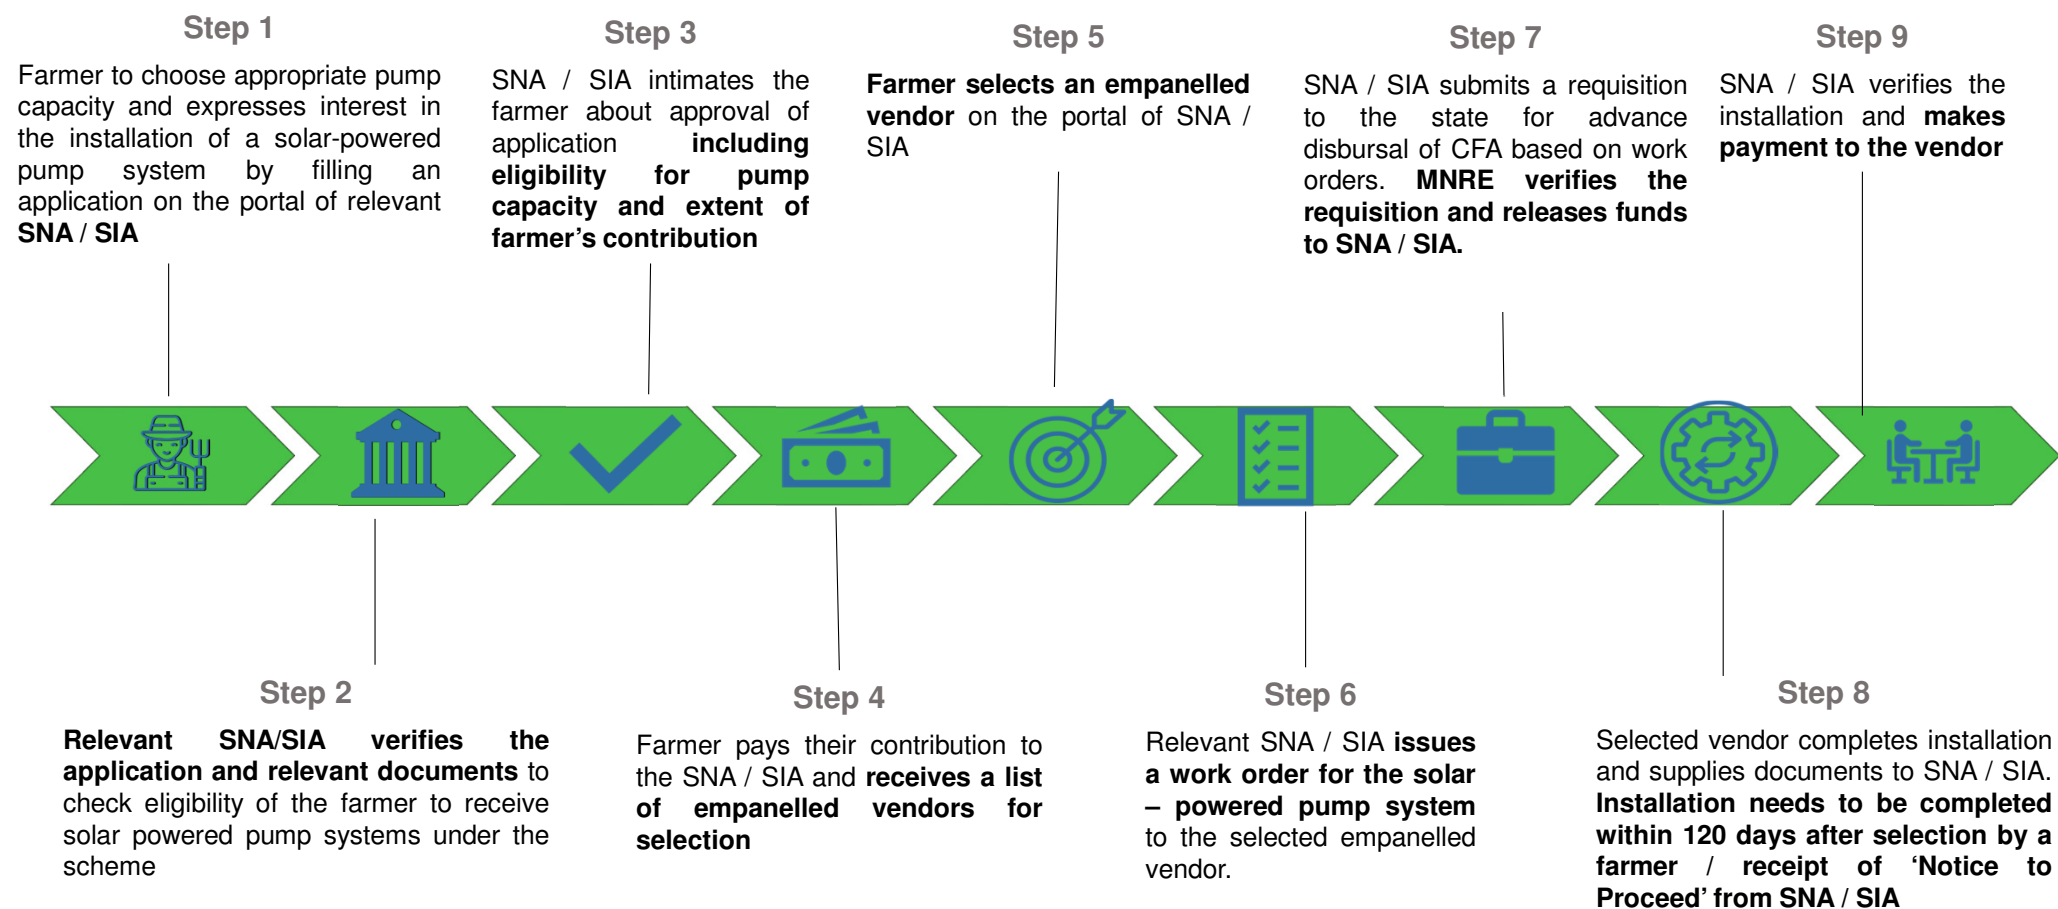 Step 1
Farmer to choose appropriate pump
capacity and expresses interest in
the installation of a solar-powered
pump system by filling an
application on the portal of relevant
SNA / SIA
Step 3
SNA / SIA intimates the
farmer about approval of
application including
eligibility for pump
capacity and extent of
farmer’s contribution
Step 5
Farmer selects an empanelled
vendor on the portal of SNA /
SIA
Step 7
SNA / SIA submits a requisition
to the state for advance
disbursal of CFA based on work
orders. MNRE verifies the
requisition and releases funds
to SNA / SIA.
Step 9
SNA / SIA verifies the
installation and makes
payment to the vendor
Step 2
Relevant SNA/SIA verifies the
application and relevant documents to
check eligibility of the farmer to receive
solar powered pump systems under the
scheme
Step 4
Farmer pays their contribution to
the SNA / SIA and receives a list
of empanelled vendors for
selection
Step 6
Relevant SNA / SIA issues
a work order for the solar
– powered pump system
to the selected empanelled
vendor.
Step 8
Selected vendor completes installation
and supplies documents to SNA / SIA.
Installation needs to be completed
within 120 days after selection by a
farmer / receipt of ‘Notice to
Proceed’ from SNA / SIA